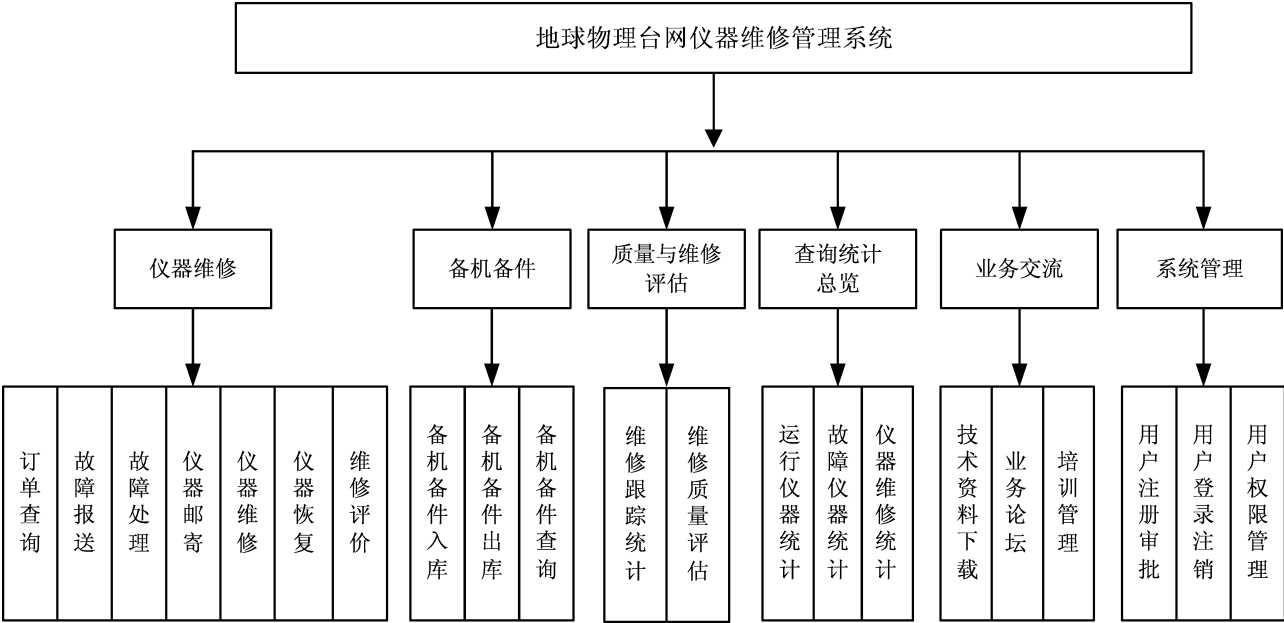 地球物理台网仪器维修管理系统
仪器维修
备机备件
质量与维修
评估
查询统计
总览
业务交流
系统管理
订单查询
故障报送
故障处理
仪器邮寄
仪器维修
仪器恢复
维修评价
备机备件入库
备机备件出库
备机备件查询
维修跟踪统计
维修质量评估
运行仪器统计
故障仪器统计
仪器维修统计
技术资料下载
业务论坛
培训管理
用户注册审批
用户登录注销
用户权限管理